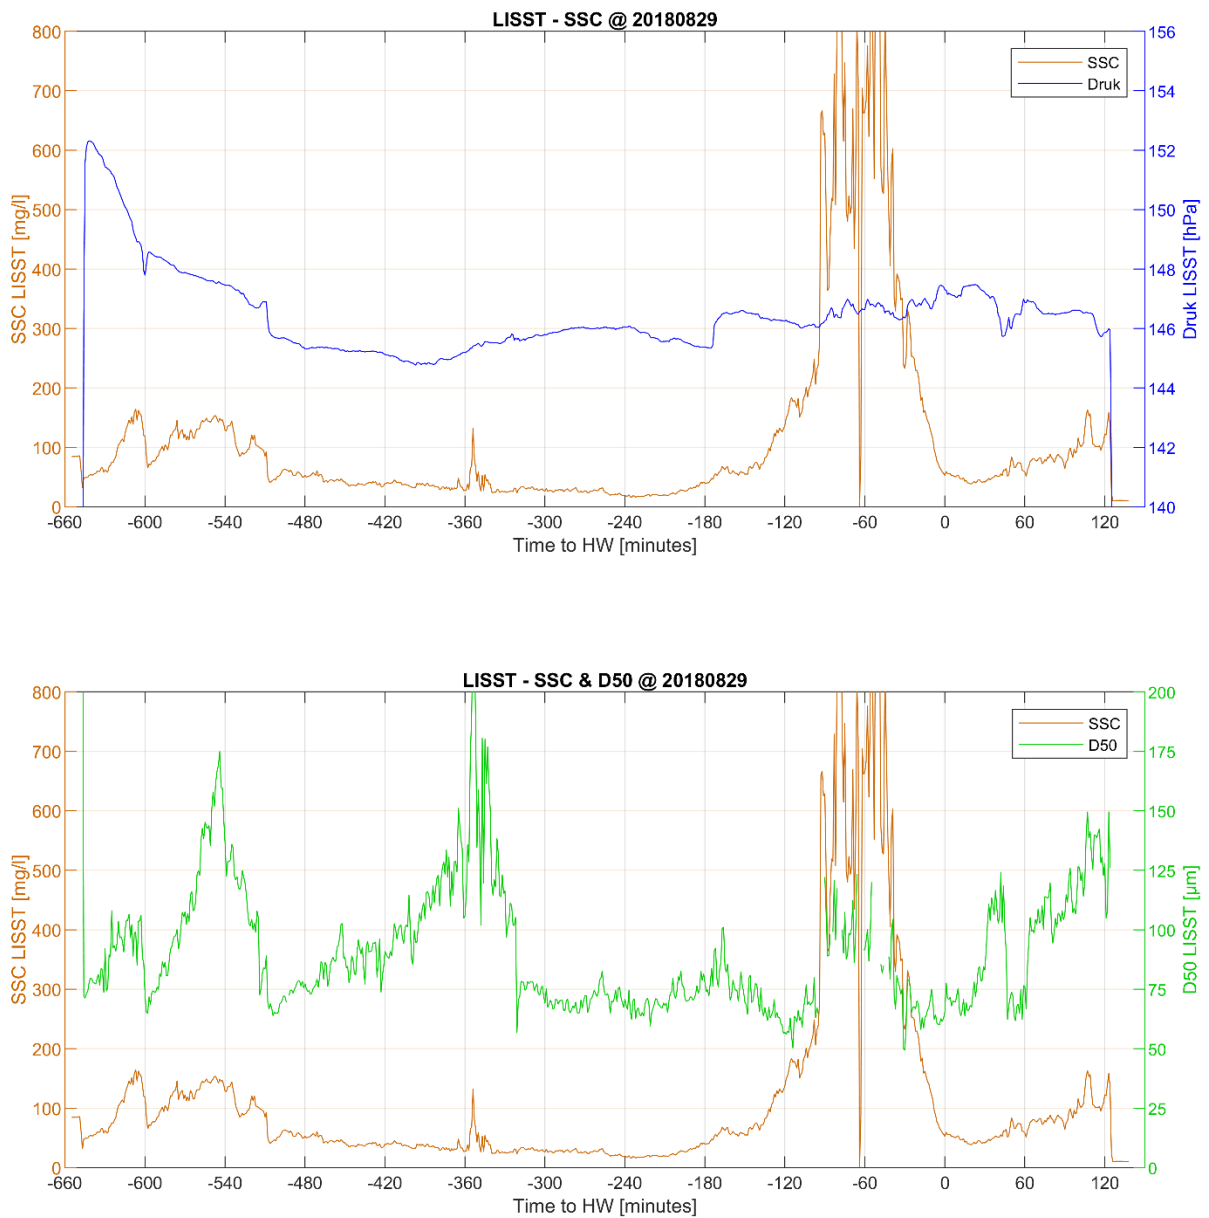 LISST - SSC @ 20180829
SSC
Druk
SSC LISST [mg/l]
800
700
600
500
400
300
200
100
0
Druk LISST [hPa]
156
154
152
150
148
146
144
142
140
-660 -600 -540 -480 -420 -360 -300 -240 -180 -120 -60 0 60 120
Time to HW [minutes]
LISST - SSC & D50 @ 20180829
SSC
D50
SSC LISST [mg/l]
800
700
600
500
400
300
200
100
0
D50 LISST [µm]
200
175
150
125
100
75
50
25
0
-660 -600 -540 -480 -420 -360 -300 -240 -180 -120 -60 0 60 120
Time to HW [minutes]